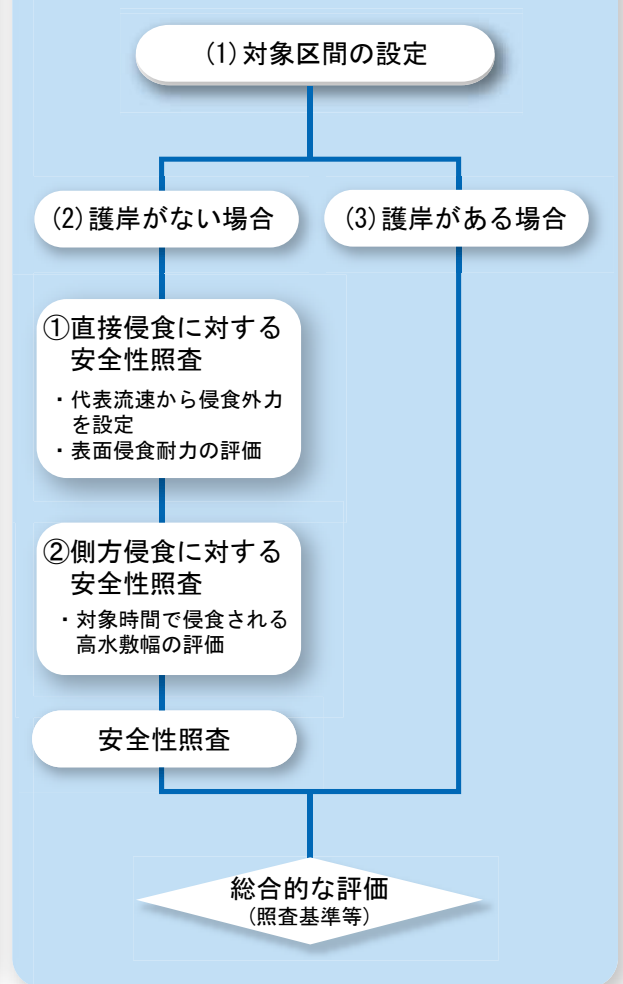 (1)対象区間の設定
(2)護岸がない場合
(3)護岸がある場合
①直接侵食に対する
安全性照査
・代表流速から侵食外力
を設定
・表面侵食耐力の評価
②側方侵食に対する
安全性照査
・対象時間で侵食される
高水敷幅の評価
安全性照査
総合的な評価
(照査基準等)